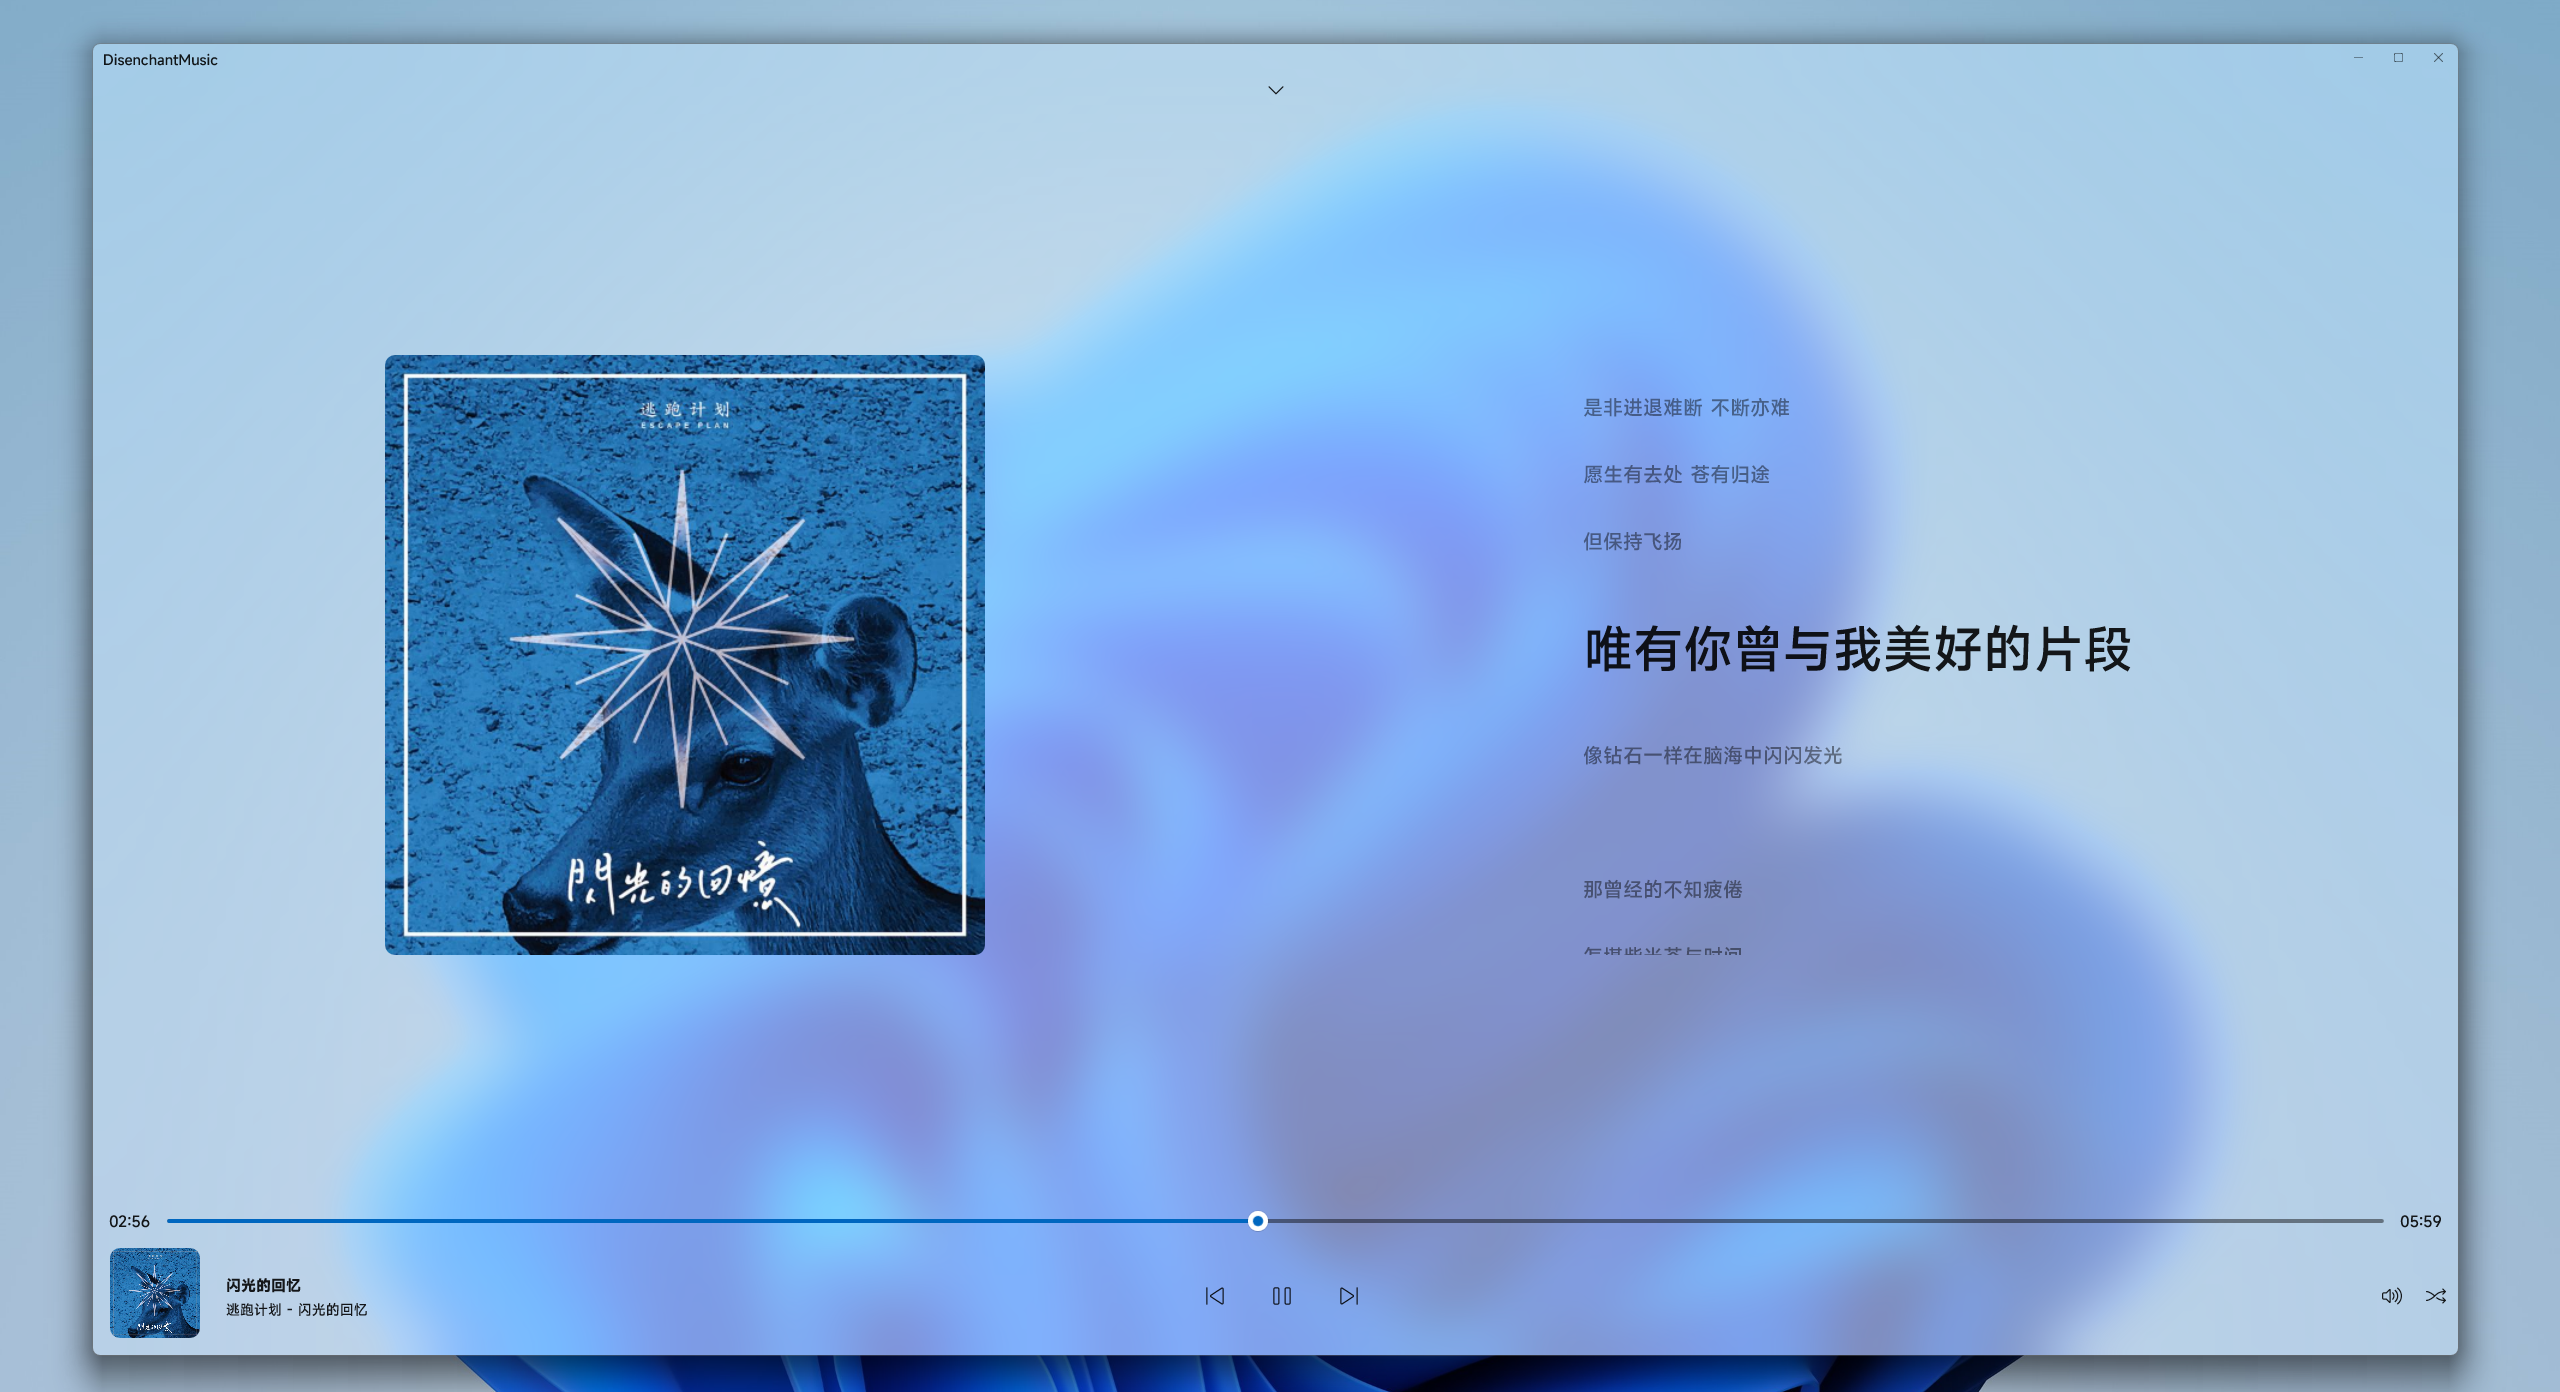 DisenchantMusic
逃跑计划
ESCAPE PLAN
閃光的回憶
是非进退难断 不断亦难
愿生有去处 苍有归途
但保持飞扬
唯有你曾与我美好的片段
像钻石一样在脑海中闪闪发光
那曾经的不知疲倦
02:56
05:59
闪光的回忆
逃跑计划 - 闪光的回忆